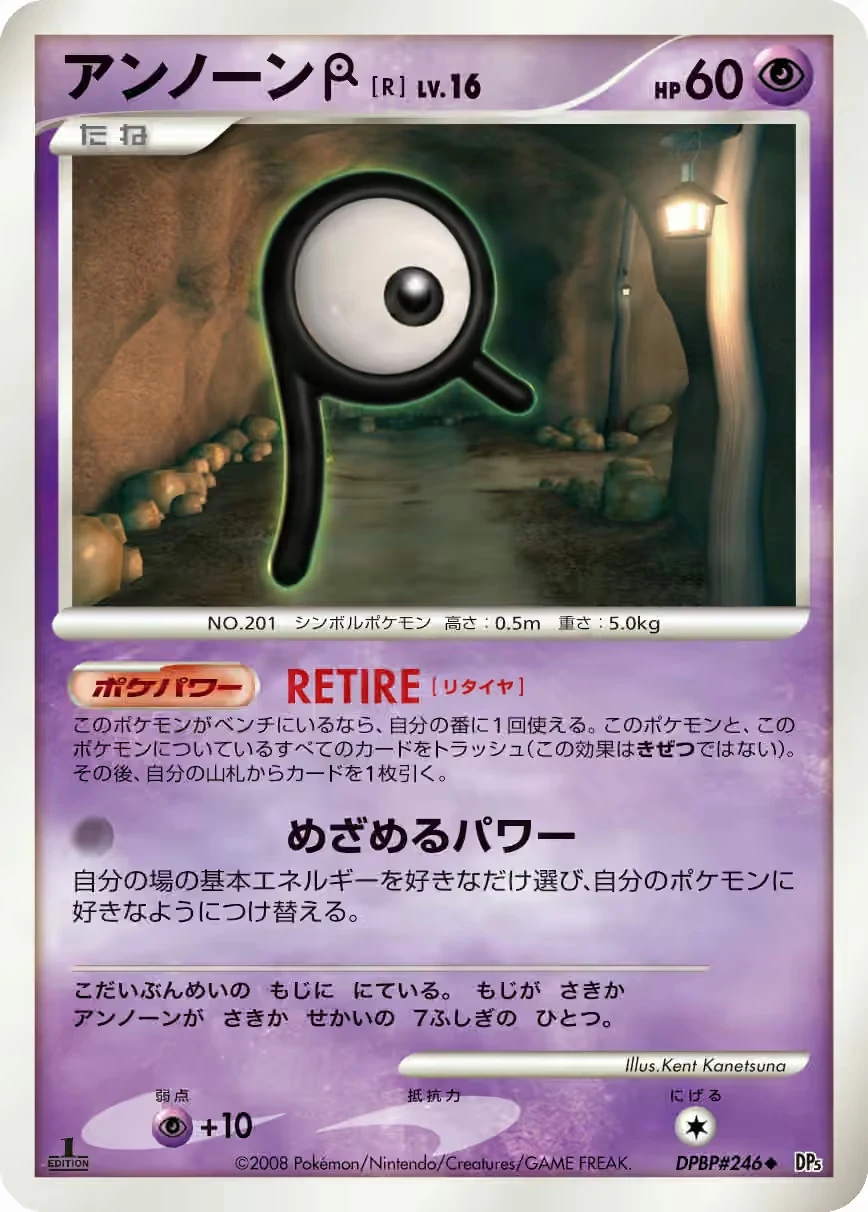 アンノーン [R] LV.16 HP60
たね
NO.201 シンボルポケモン 高さ:0.5m 重さ:5.0kg
ポケパワー RETIRE [リタイヤ]
このポケモンがベンチにいるなら、自分の番に1回使える。このポケモンと、この
ポケモンについているすべてのカードをトラッシュ(この効果はきぜつではない)。
その後、自分の山札からカードを1枚引く。
めざめるパワー
自分の場の基本エネルギーを好きなだけ選び、自分のポケモンに
好きなようにつけ替える。
こだいぶんめいの もじに にている。 もじが さきか
アンノーンが さきか せかいの 7ふしぎの ひとつ。
Illus.Kent Kanetsuna
弱点 抵抗力 にげる
+10
1 EDITION ©2008 Pokémon/Nintendo/Creatures/GAME FREAK. DPBP#246◆ DP5